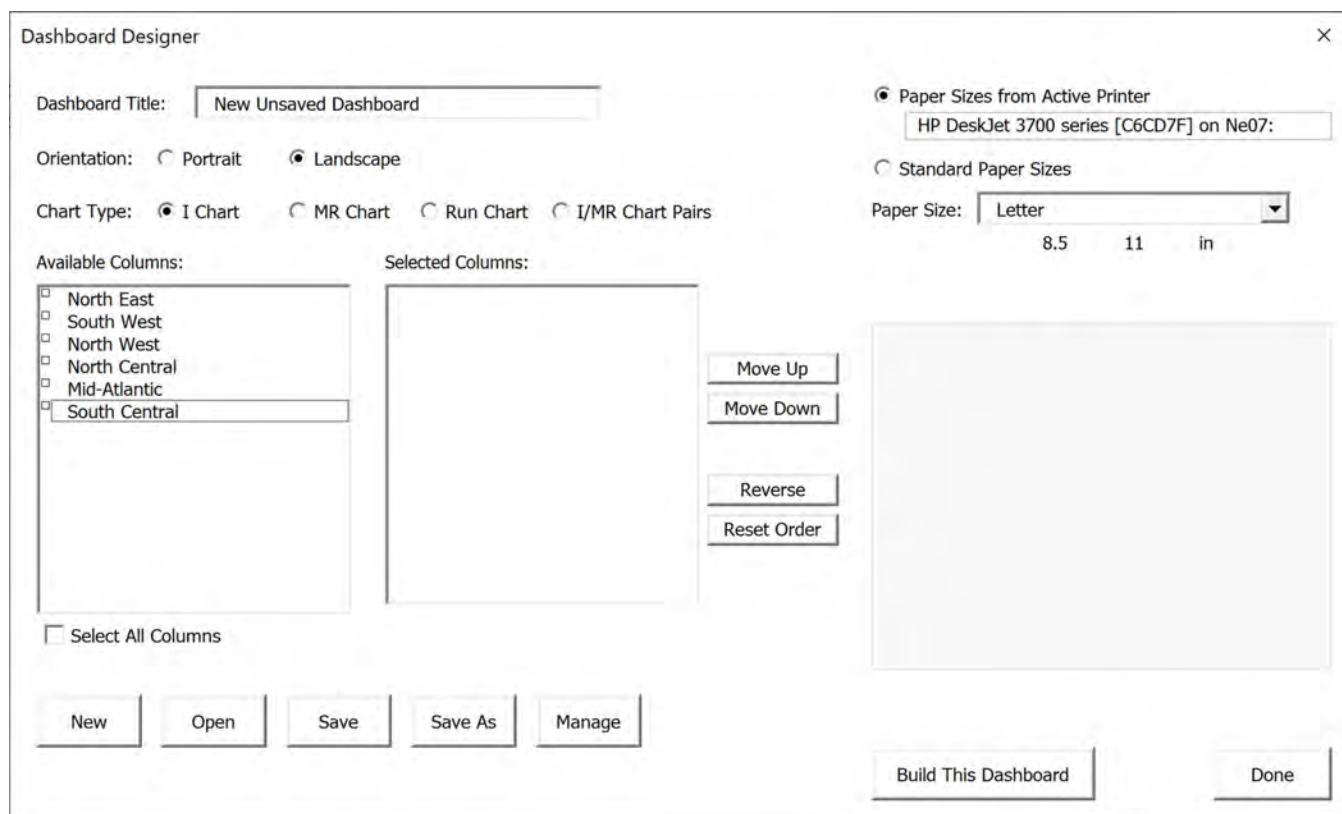 Dashboard Designer
Dashboard Title: New Unsaved Dashboard
Orientation: Portrait Landscape
Chart Type: I Chart MR Chart Run Chart I/MR Chart Pairs
Paper Sizes from Active Printer
HP DeskJet 3700 series [C6CD7F] on Ne07:
Standard Paper Sizes
Paper Size: Letter
8.5 11 in
Available Columns:
North East
South West
North West
North Central
Mid-Atlantic
South Central
Select All Columns
Selected Columns:
Move Up
Move Down
Reverse
Reset Order
New Open Save Save As Manage
Build This Dashboard Done